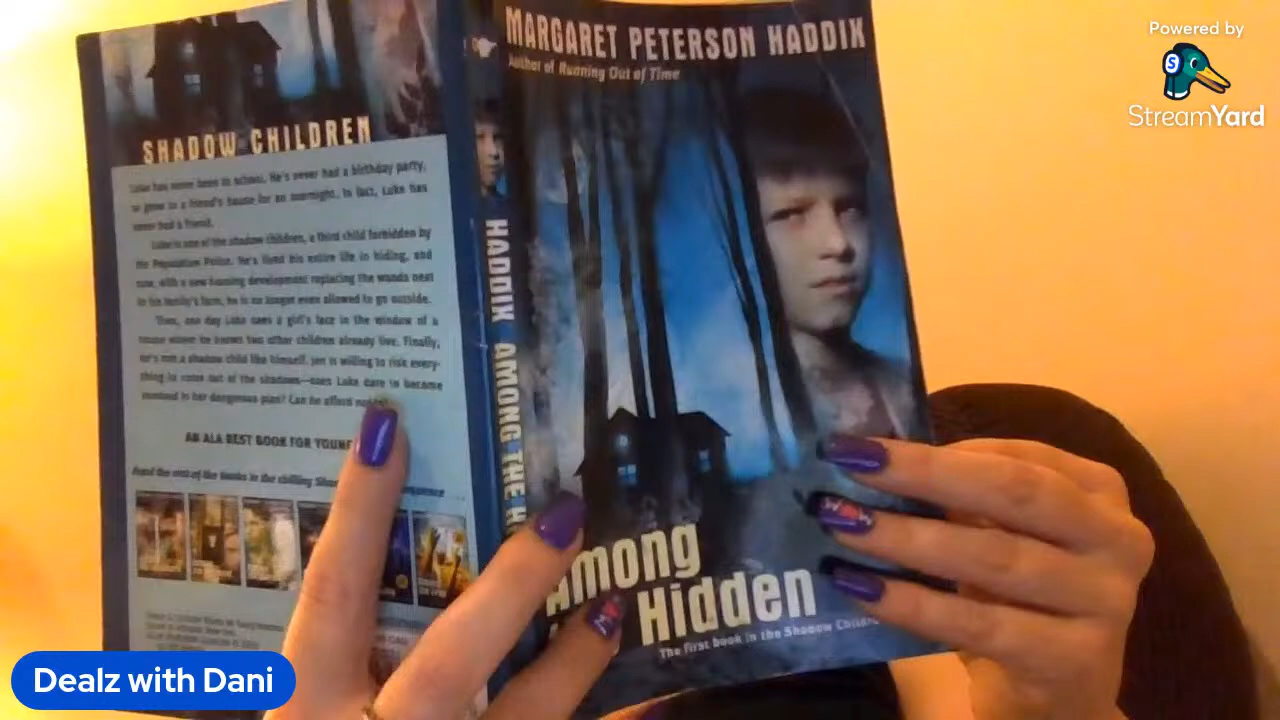 Powered by
StreamYard
SHADOW CHILDREN
Luke has never been to school. He's never had a birthday party,
or gone to a friend's house for an overnight. In fact, Luke has
never had a friend.
Luke is one of the shadow children, a third child forbidden by
the Population Police. He's lived his entire life in hiding, and
now, with a new housing development replacing the woods next
to his family's farm, he is no longer even allowed to go outside.
Then, one day Luke sees a girl's face in the window of a
house where he knows two other children already live. Finally,
he's met a shadow child like himself. Jen is willing to risk every-
thing to come out of the shadows—does Luke dare to become
involved in her dangerous plan? Can he afford
AN ALA BEST BOOK FOR YOUNG
Read the rest of the books in the chilling
HADDIX AMONG THE H
MARGARET PETERSON HADDIX
Author of Running Out of Time
Among
Hidden
The first book in the Shadow
Dealz with Dani